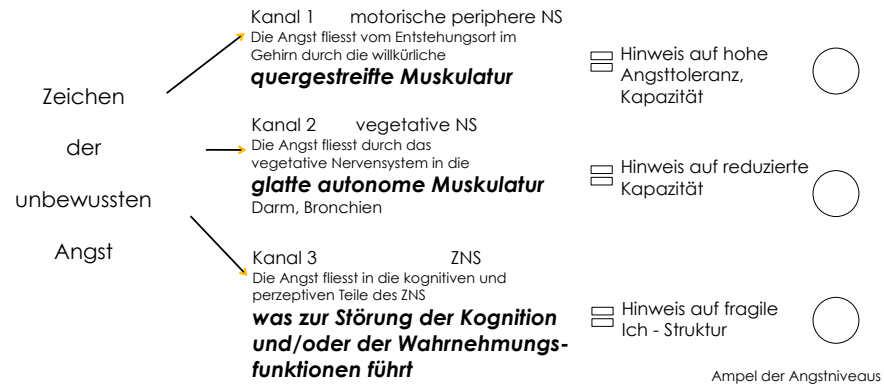 Zeichen
der
unbewussten
Angst
Kanal 1 motorische periphere NS
Die Angst fliesst vom Entstehungsort im
Gehirn durch die willkürliche
quergestreifte Muskulatur
Hinweis auf hohe
Angsttoleranz,
Kapazität
Kanal 2 vegetative NS
Die Angst fliesst durch das
vegetative Nervensystem in die
glatte autonome Muskulatur
Darm, Bronchien
Hinweis auf reduzierte
Kapazität
Kanal 3 ZNS
Die Angst fliesst in die kognitiven und
perzeptiven Teile des ZNS
was zur Störung der Kognition
und/oder der Wahrnehmungs-
funktionen führt
Hinweis auf fragile
Ich - Struktur
Ampel der Angstniveaus